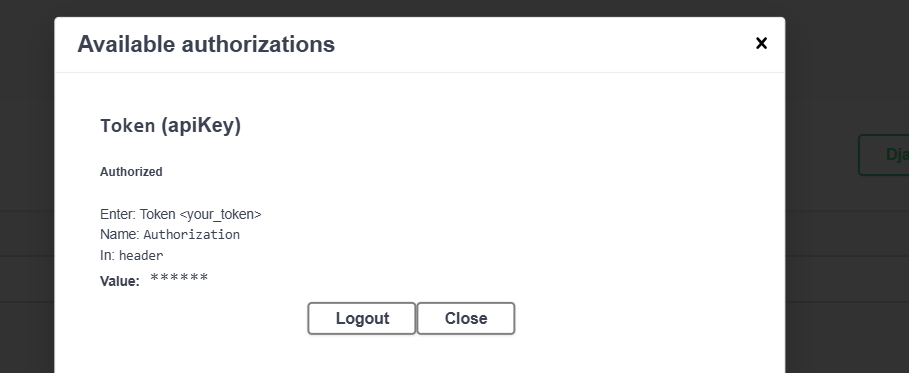 Available authorizations
x
Token (apiKey)
Authorized
Enter: Token <your_token>
Name: Authorization
In: header
Value: ******
Logout Close